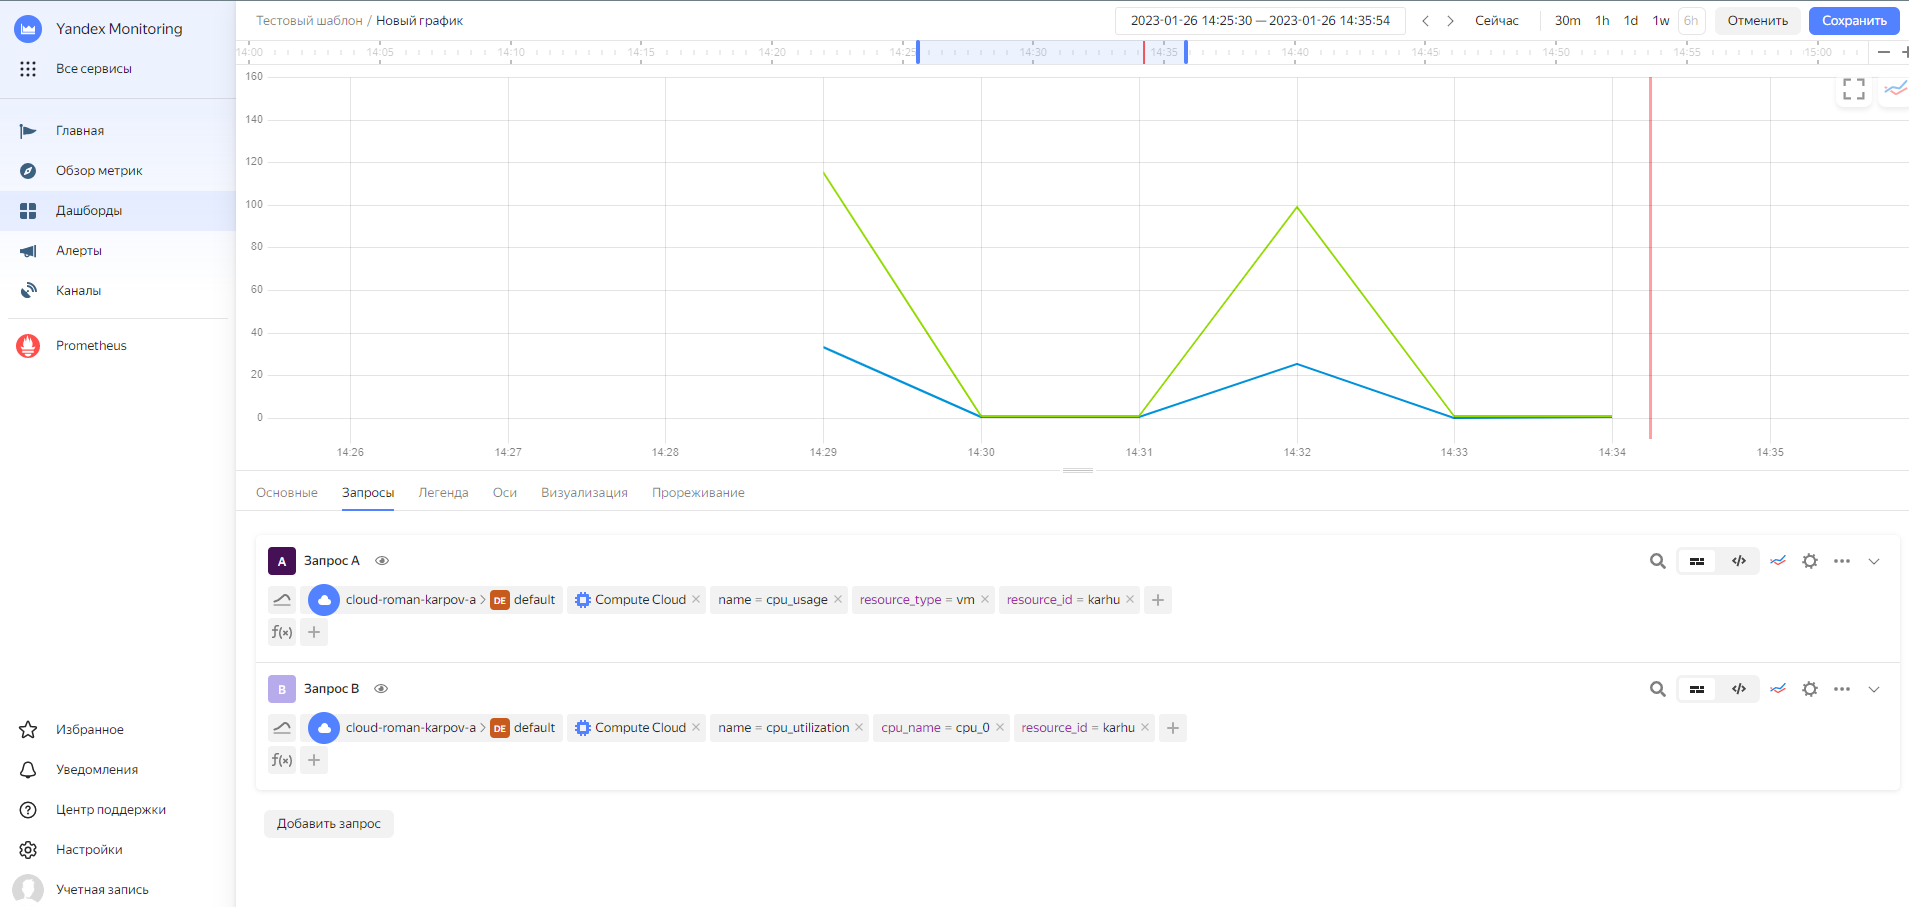 Yandex Monitoring
Все сервисы
Главная
Обзор метрик
Дашборды
Алерты
Каналы
Prometheus
Избранное
Уведомления
Центр поддержки
Настройки
Учетная запись
Тестовый шаблон / Новый график
2023-01-26 14:25:30 — 2023-01-26 14:35:54
Сейчас
30m 1h 1d 1w 6h
Отменить
Сохранить
14:00 14:05 14:10 14:15 14:20 14:25 14:30 14:35 14:40 14:45 14:50 14:55 15:00
160
140
120
100
80
60
40
20
0
14:26 14:27 14:28 14:29 14:30 14:31 14:32 14:33 14:34 14:35
Основные Запросы Легенда Оси Визуализация Прореживание
A Запрос A
cloud-roman-karpov-a > DE default Compute Cloud × name = cpu_usage × resource_type = vm × resource_id = karhu × +
f(x) +
B Запрос B
cloud-roman-karpov-a > DE default Compute Cloud × name = cpu_utilization × cpu_name = cpu_0 × resource_id = karhu × +
f(x) +
Добавить запрос